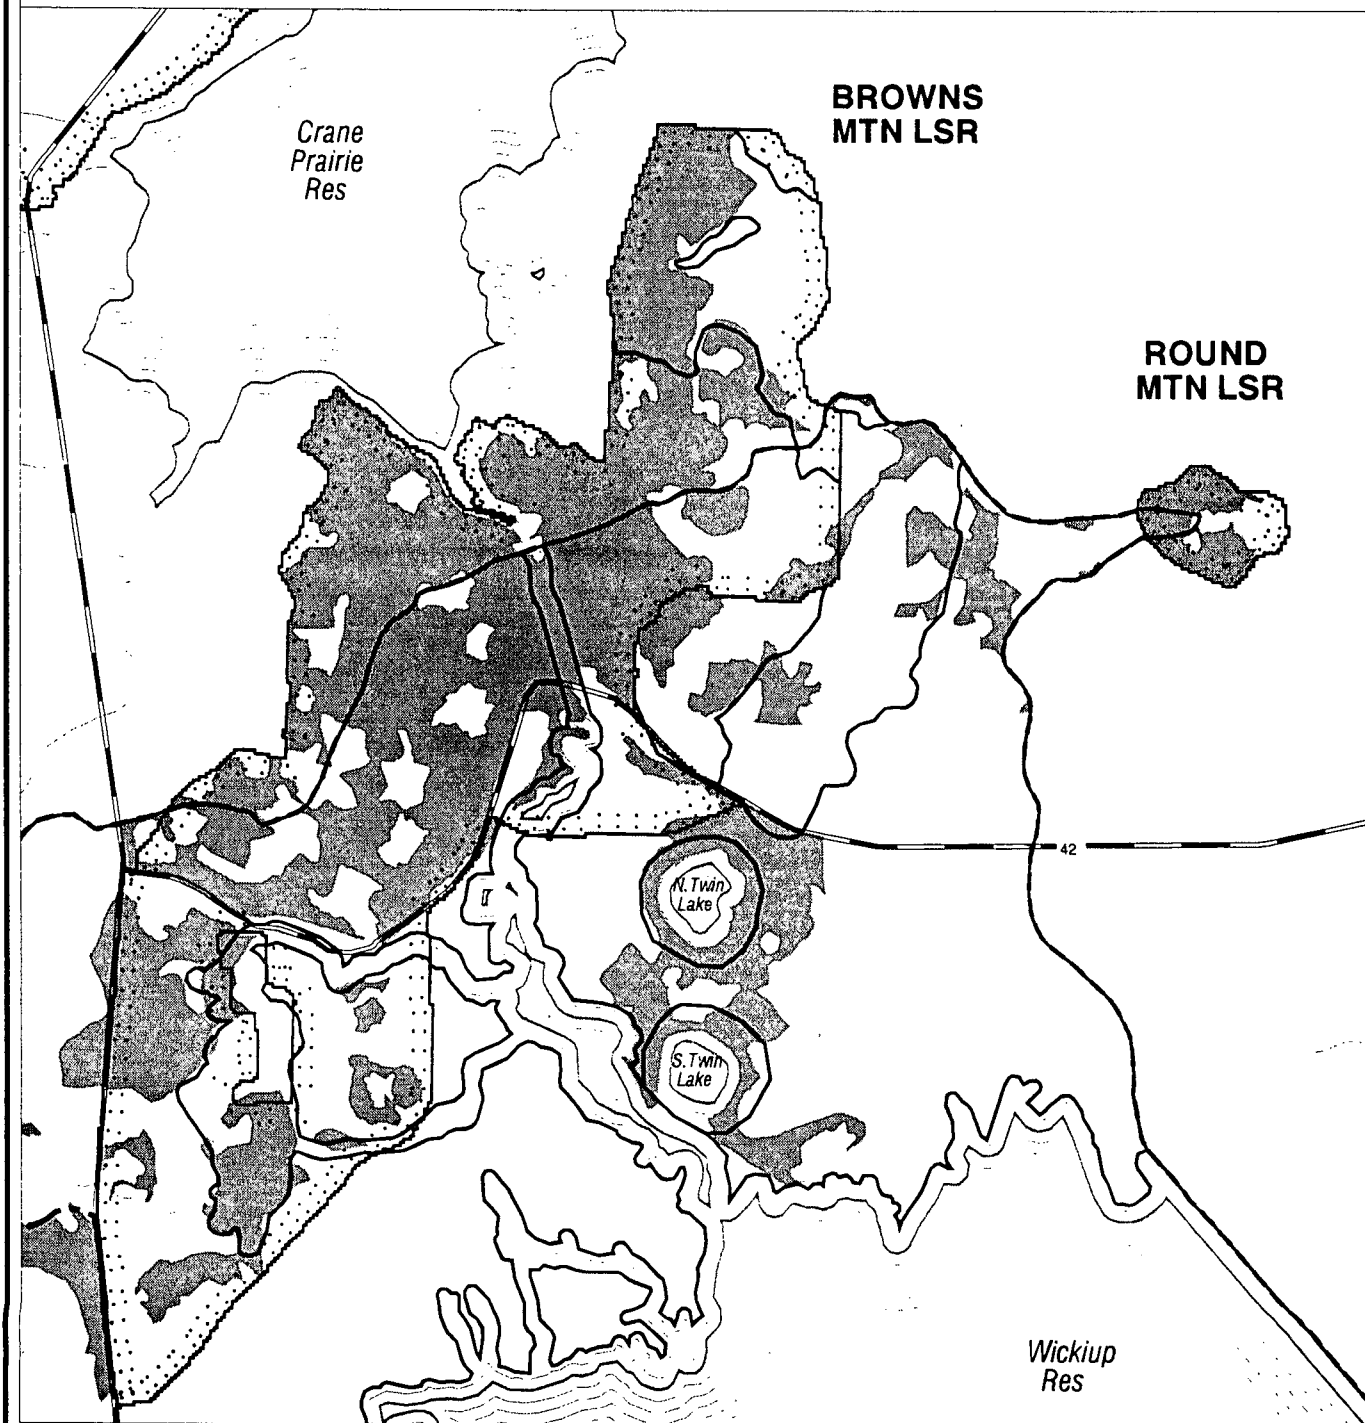 BROWNS
MTN LSR
Crane
Prairie
Res
ROUND
MTN LSR
42
N. Twin
Lake
S. Twin
Lake
Wickiup
Res